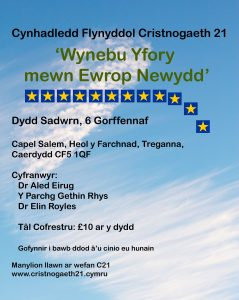 Cynhadledd Flynyddol Cristnogaeth 21
‘Wynebu Yfory
mewn Ewrop Newydd’
Dydd Sadwrn, 6 Gorffennaf
Capel Salem, Heol y Farchnad, Treganna,
Caerdydd CF5 1QF
Cyfranwyr:
Dr Aled Eirug
Y Parchg Gethin Rhys
Dr Elin Royles
Tâl Cofrestru: £10 ar y dydd
Gofynnir i bawb ddod â’u cinio eu hunain
Manylion llawn ar wefan C21
www.cristnogaeth21.cymru